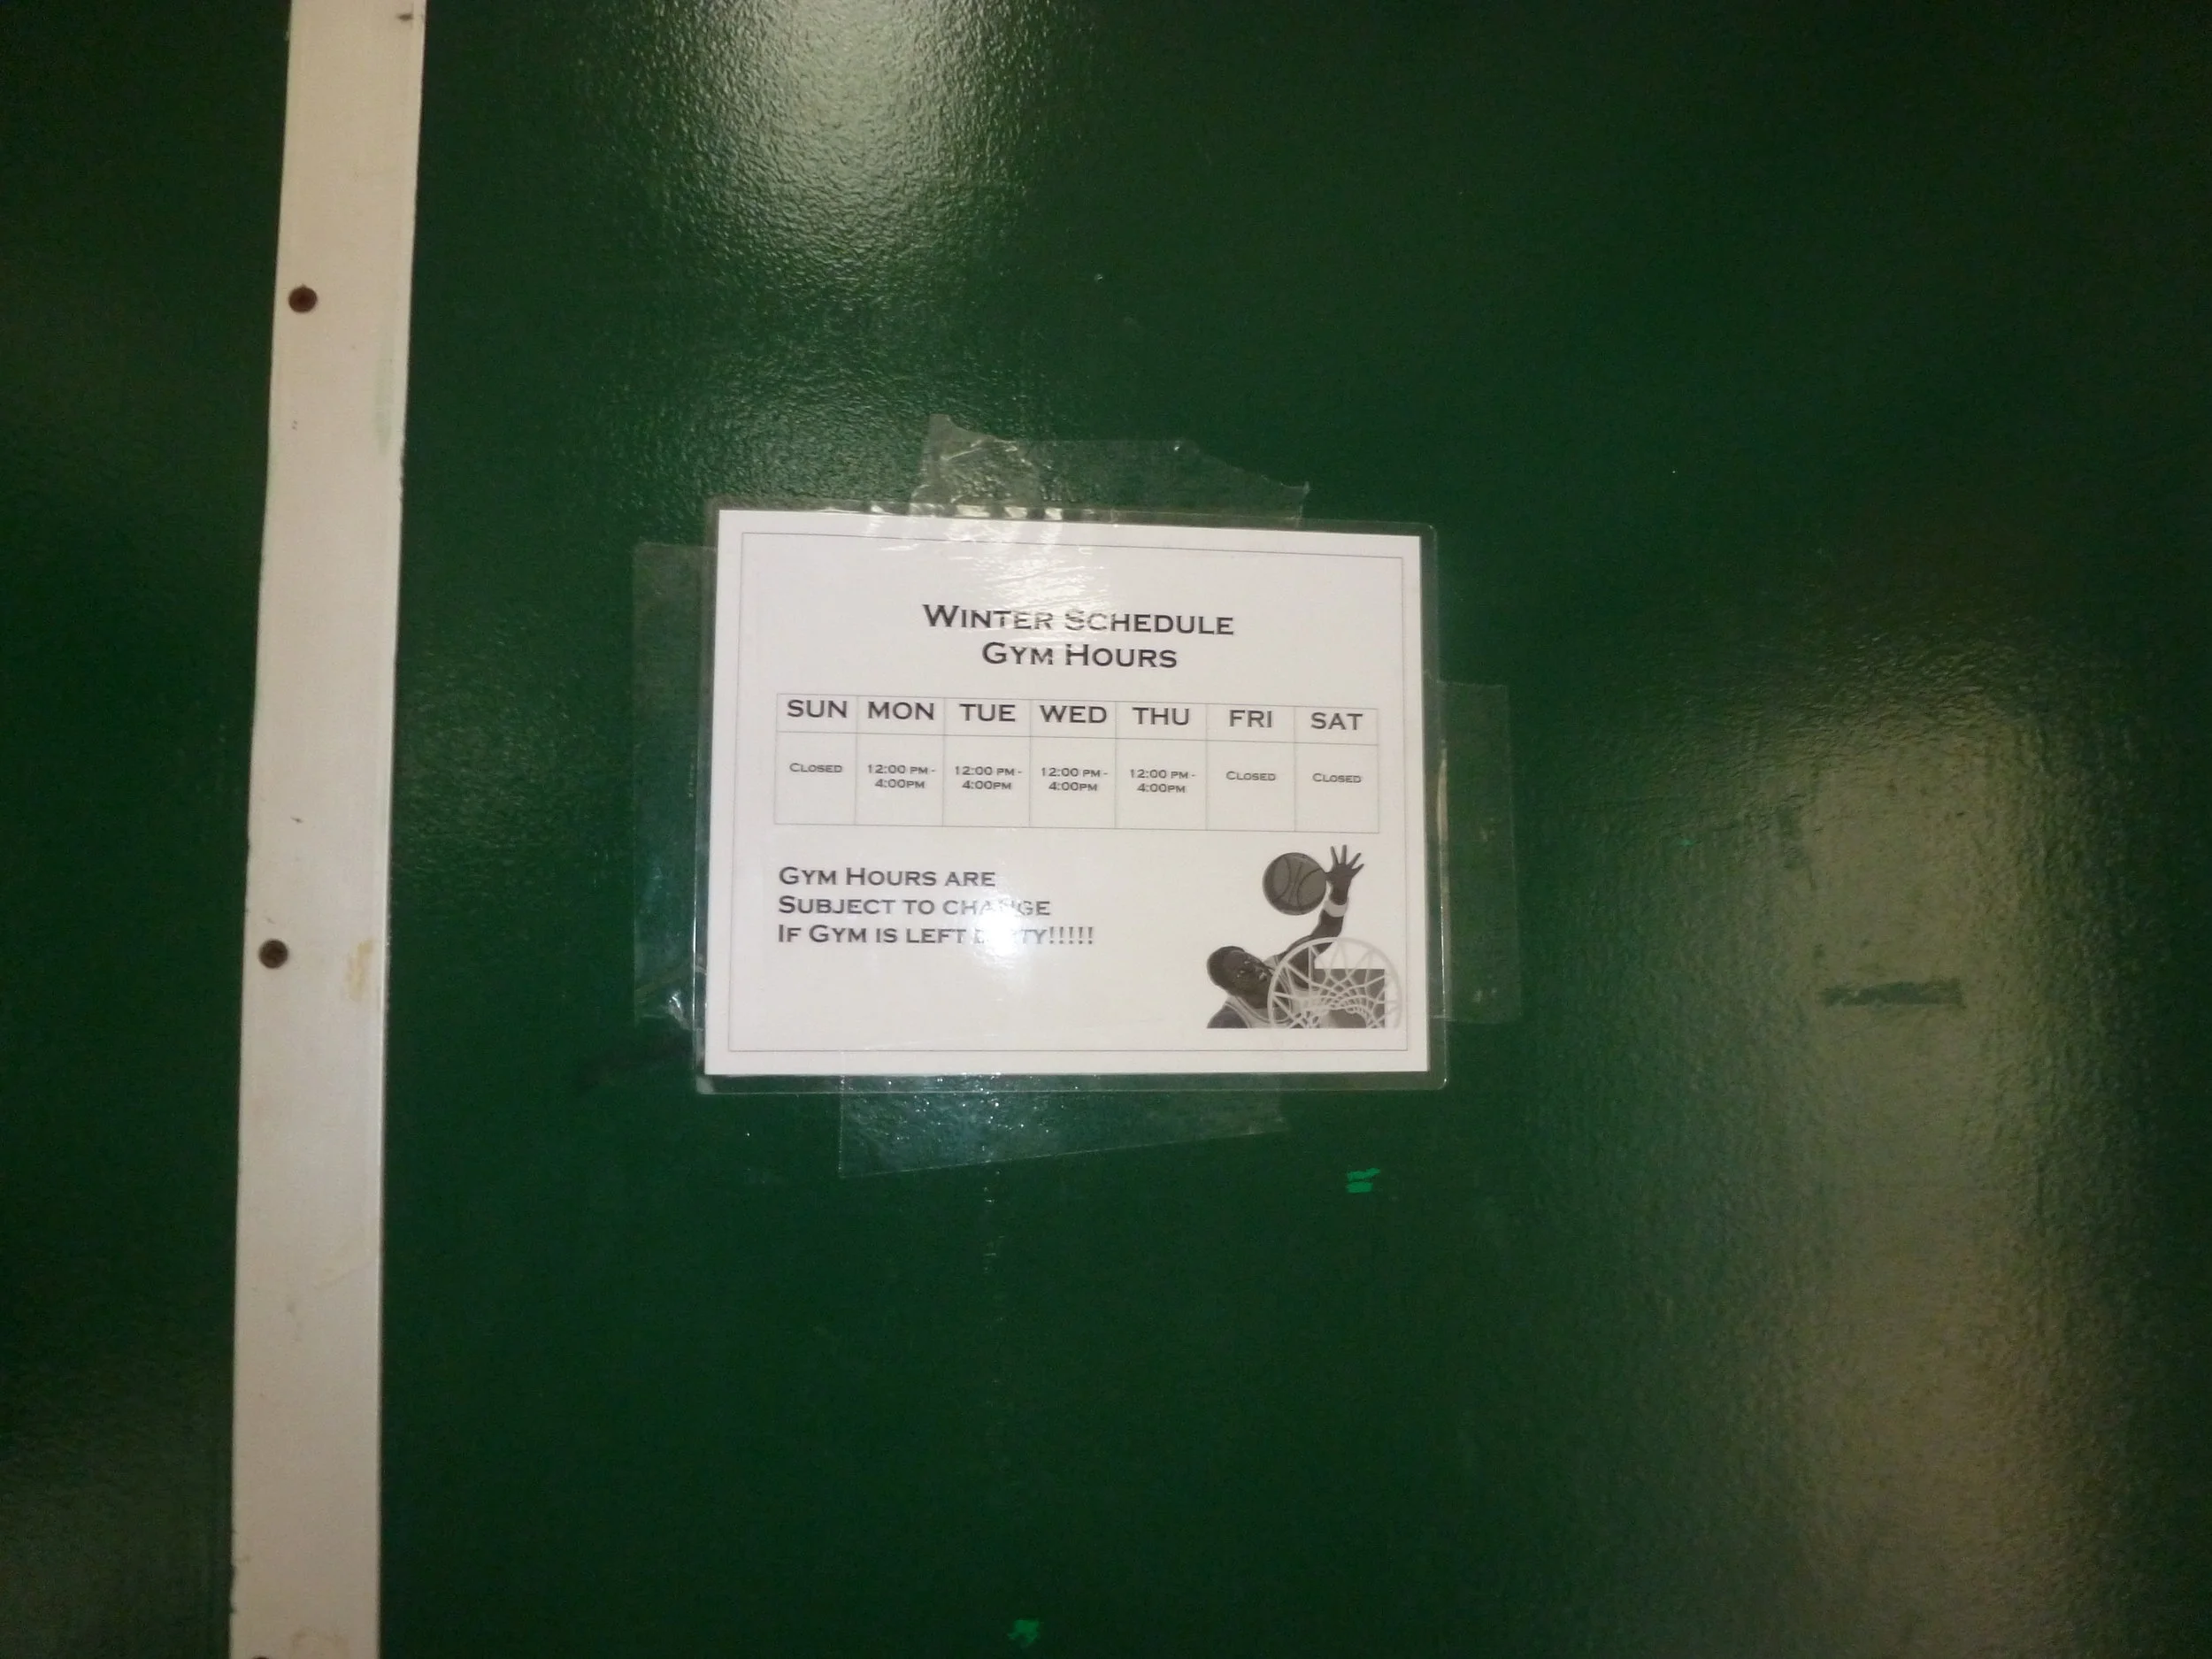 Winter Schedule
Gym Hours
SUN MON TUE WED THU FRI SAT
Closed 12:00 PM - 12:00 PM - 12:00 PM - 12:00 PM - Closed Closed
4:00PM 4:00PM 4:00PM 4:00PM
Gym Hours are
Subject to change
If Gym is left !!!!!